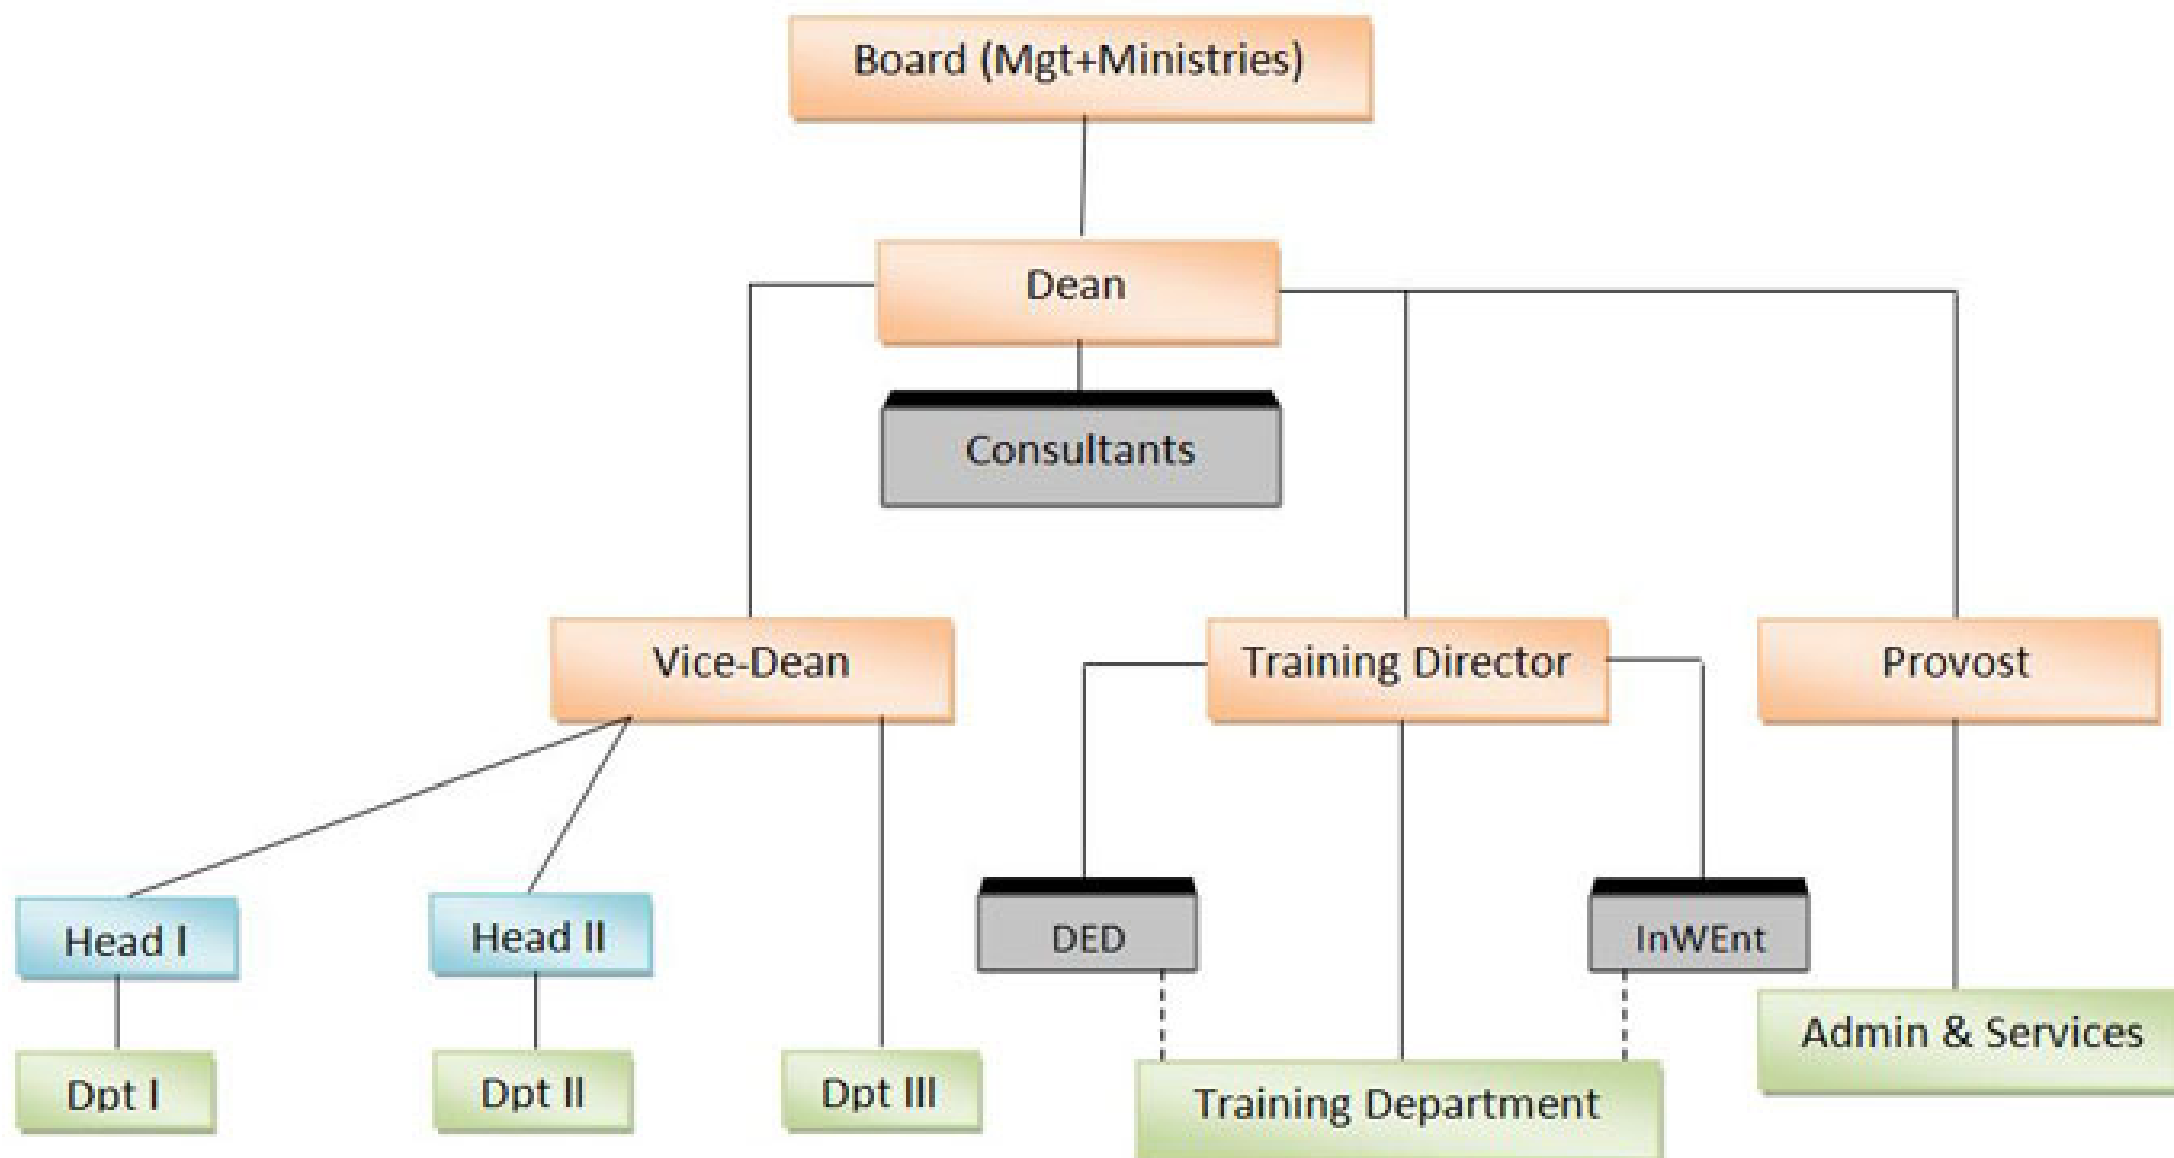 Board (Mgt+Ministries)
Dean
Consultants
Vice-Dean
Training Director
Provost
Head I
Head II
DED
InWEnt
Admin & Services
Dpt I
Dpt II
Dpt III
Training Department